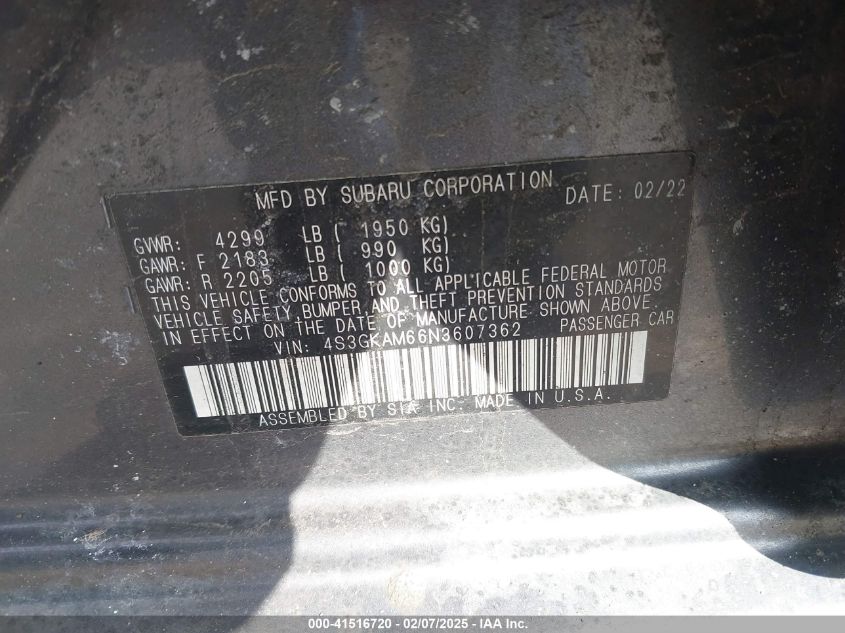 MFD BY SUBARU CORPORATION DATE: 02/22
GVWR: 4299 LB ( 1950 KG)
GAWR: F 2183 LB ( 990 KG)
GAWR: R 2205 LB ( 1000 KG)
THIS VEHICLE CONFORMS TO ALL APPLICABLE FEDERAL MOTOR
VEHICLE SAFETY, BUMPER, AND THEFT PREVENTION STANDARDS
IN EFFECT ON THE DATE OF MANUFACTURE SHOWN ABOVE.
VIN: 4S3GKAM66N3607362 PASSENGER CAR
ASSEMBLED BY SIA INC. MADE IN U.S.A.
000-41516720 — 02/07/2025 - IAA Inc.